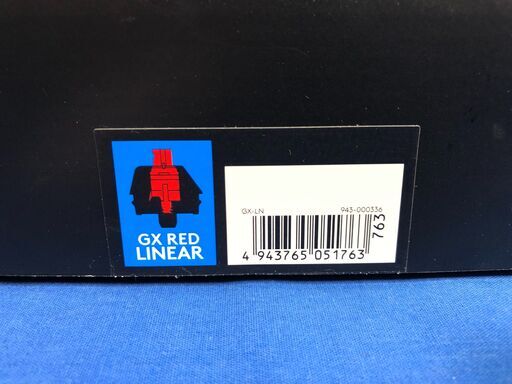 GX RED
LINEAR
GX-LN 943-000336
4 943765 051763
763